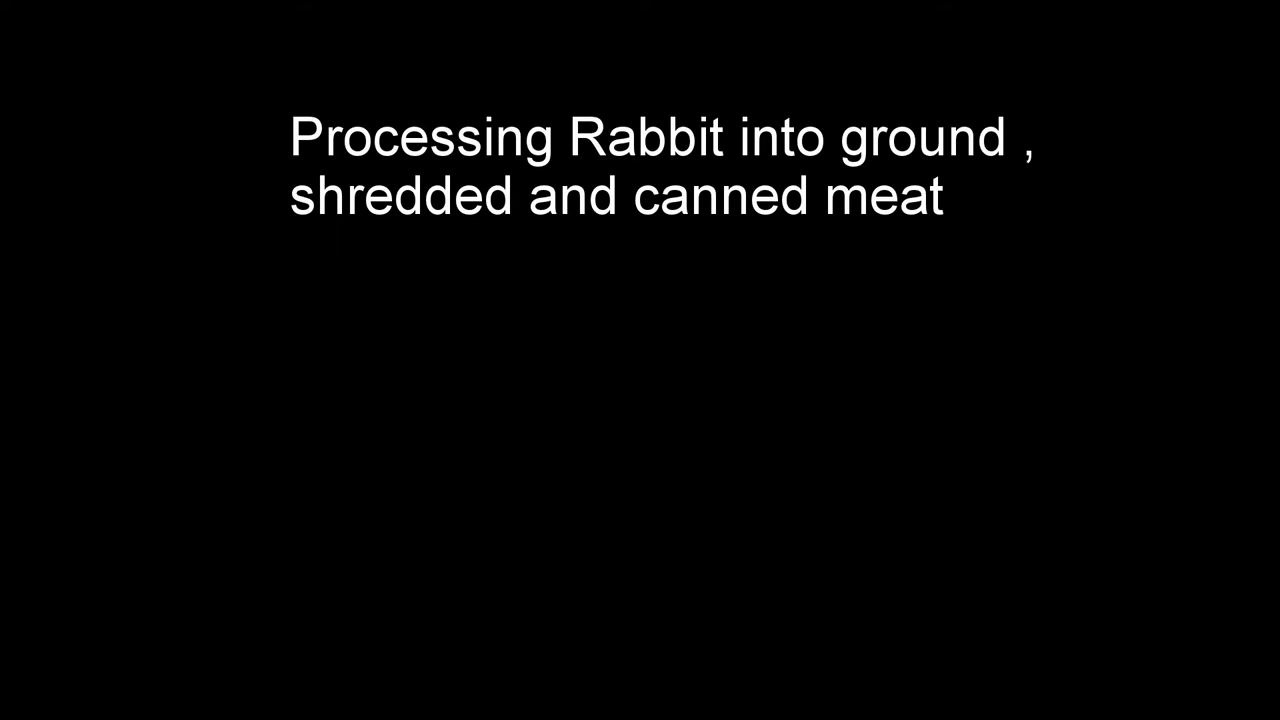 Processing Rabbit into ground ,
shredded and canned meat